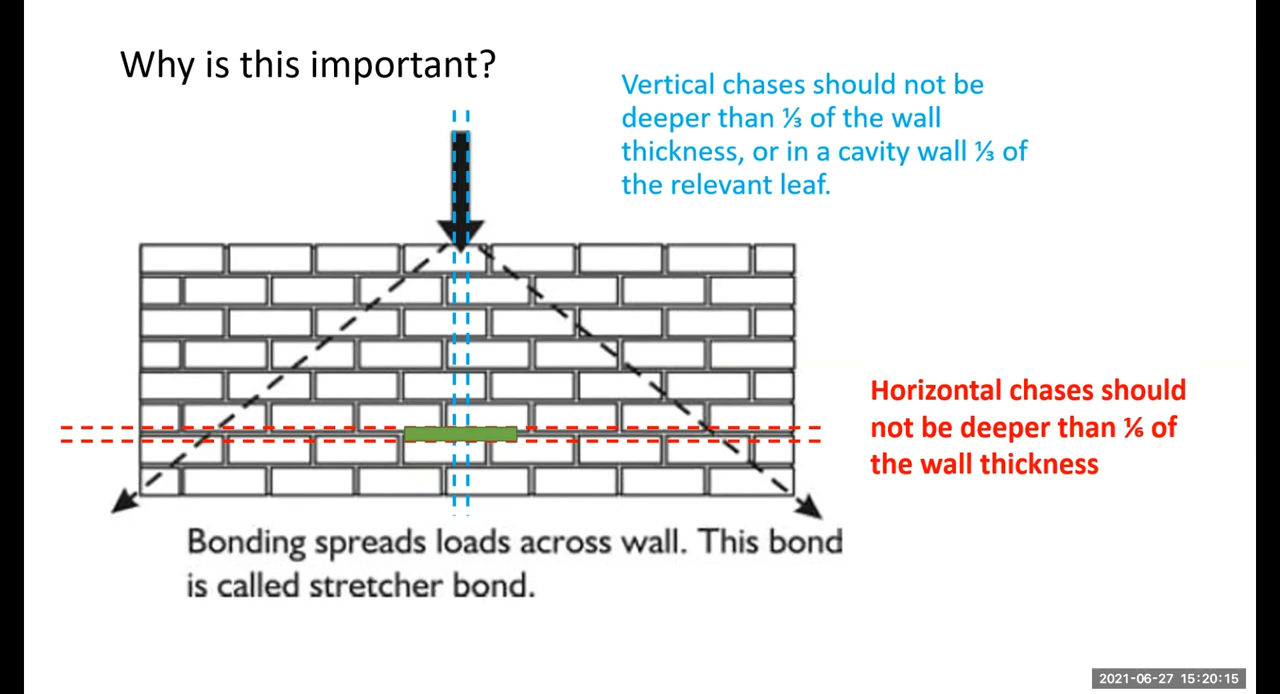 Why is this important?
Vertical chases should not be
deeper than ⅓ of the wall
thickness, or in a cavity wall ⅓ of
the relevant leaf.
Horizontal chases should
not be deeper than ⅙ of
the wall thickness
Bonding spreads loads across wall. This bond
is called stretcher bond.
2021-06-27 15:20:15